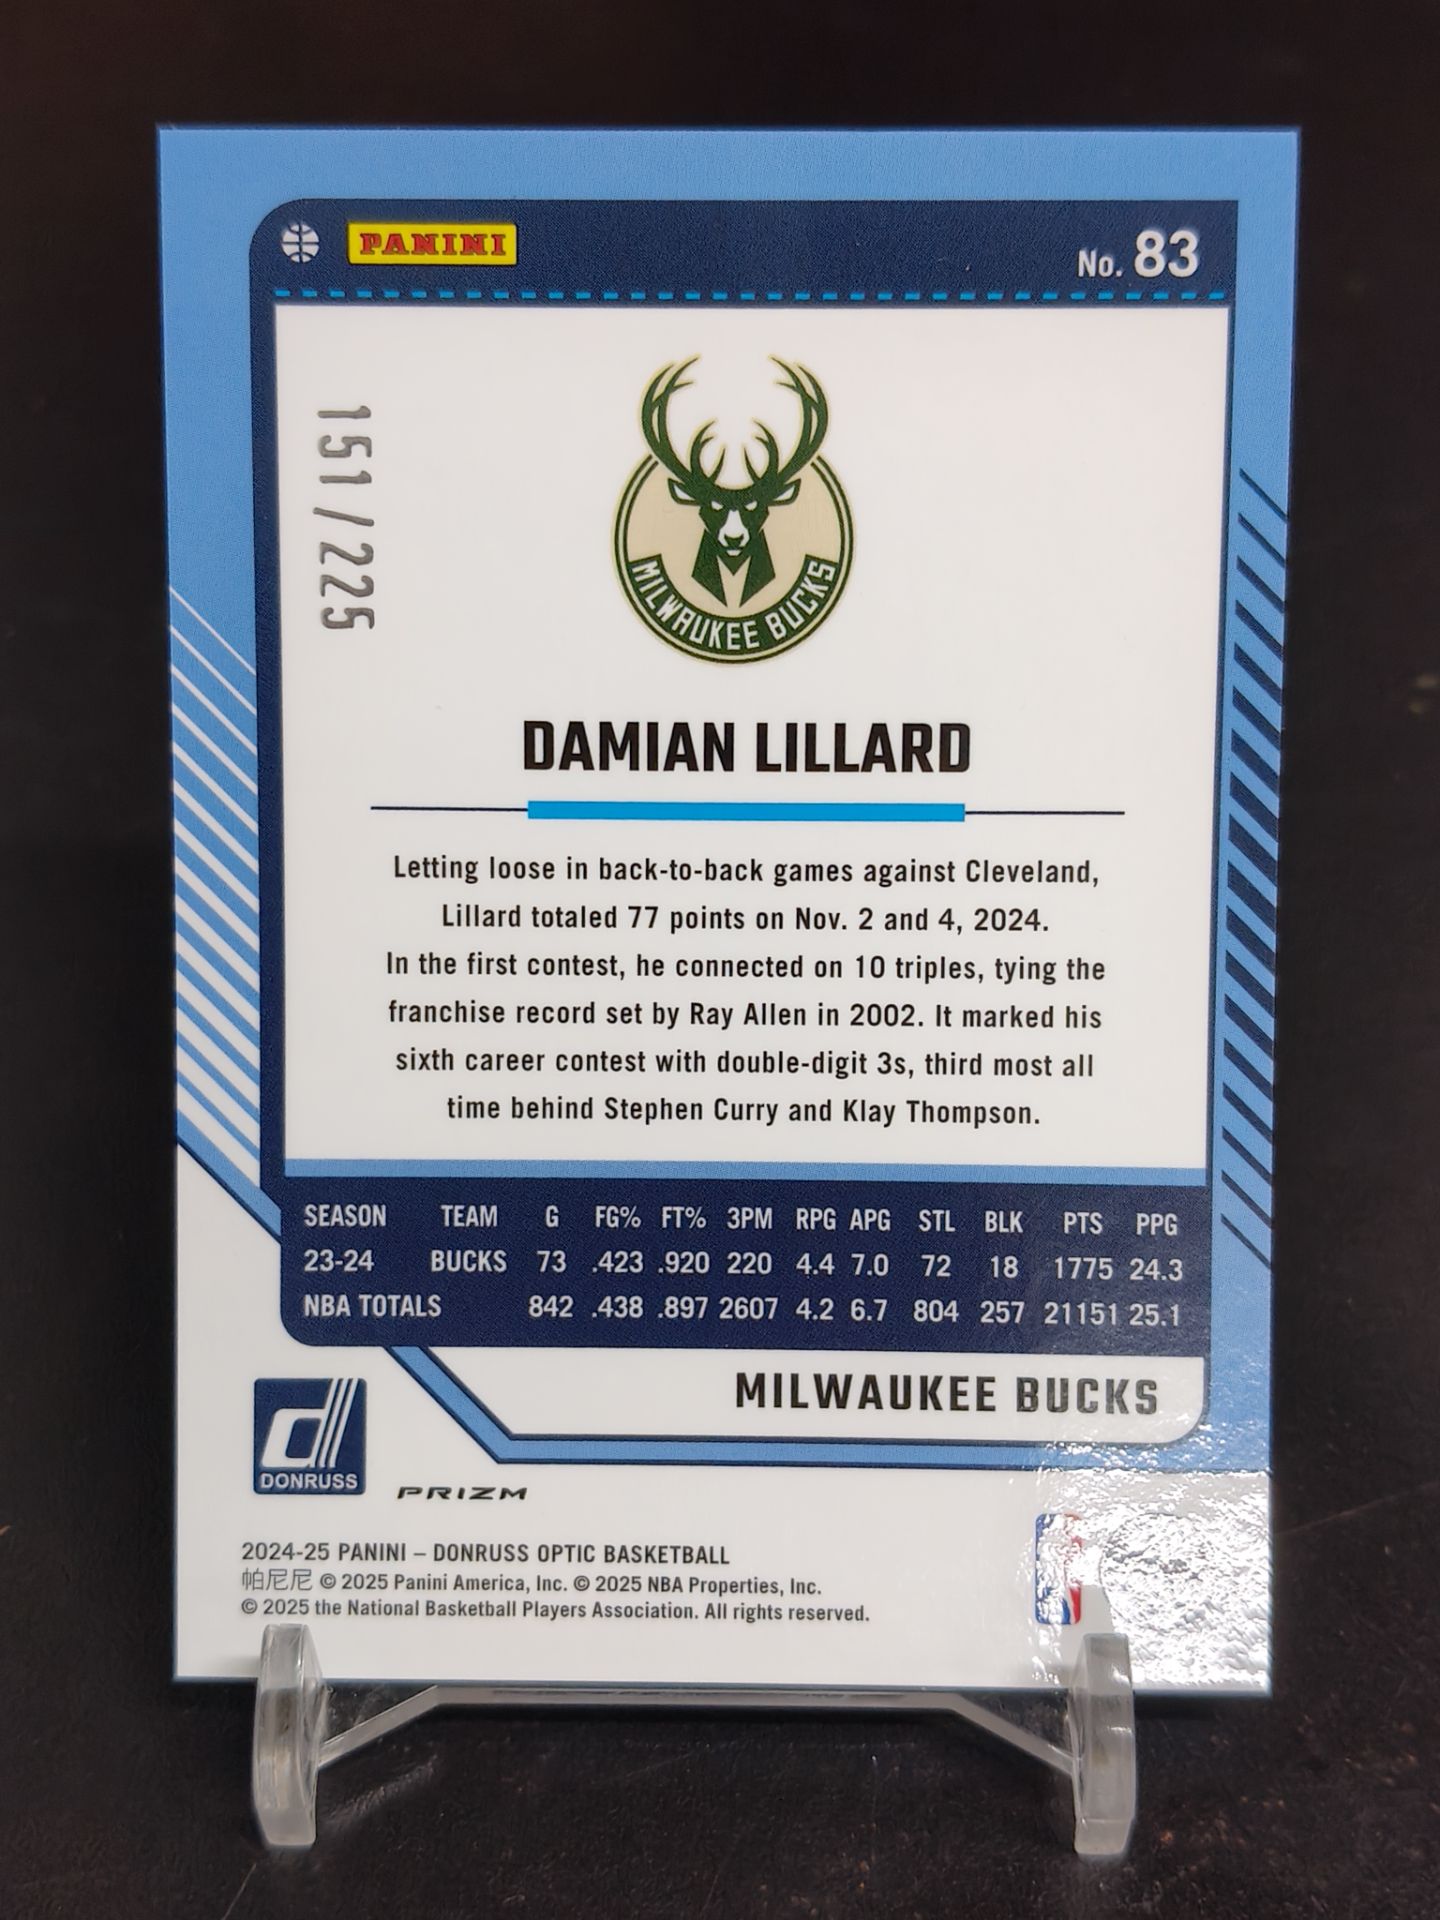 PANINI
No. 83
151/225
MILWAUKEE BUCKS
DAMIAN LILLARD
Letting loose in back-to-back games against Cleveland,
Lillard totaled 77 points on Nov. 2 and 4, 2024.
In the first contest, he connected on 10 triples, tying the
franchise record set by Ray Allen in 2002. It marked his
sixth career contest with double-digit 3s, third most all
time behind Stephen Curry and Klay Thompson.
SEASON TEAM G FG% FT% 3PM RPG APG STL BLK PTS PPG
23-24 BUCKS 73 .423 .920 220 4.4 7.0 72 18 1775 24.3
NBA TOTALS 842 .438 .897 2607 4.2 6.7 804 257 21151 25.1
MILWAUKEE BUCKS
DONRUSS
PRIZM
2024-25 PANINI – DONRUSS OPTIC BASKETBALL
帕尼尼 © 2025 Panini America, Inc. © 2025 NBA Properties, Inc.
© 2025 the National Basketball Players Association. All rights reserved.